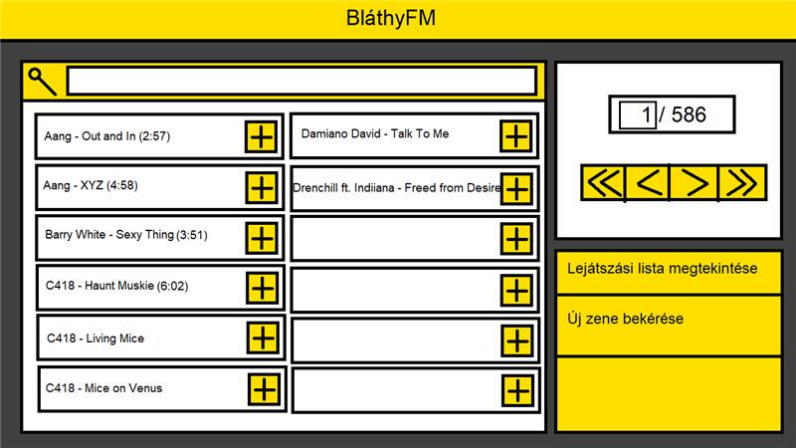 BláthyFM
Aang - Out and In (2:57)
Aang - XYZ (4:58)
Barry White - Sexy Thing (3:51)
C418 - Haunt Muskie (6:02)
C418 - Living Mice
C418 - Mice on Venus
Damiano David - Talk To Me
Drenchill ft. Indiiana - Freed from Desire
1 / 586
Lejátszási lista megtekintése
Új zene bekérése